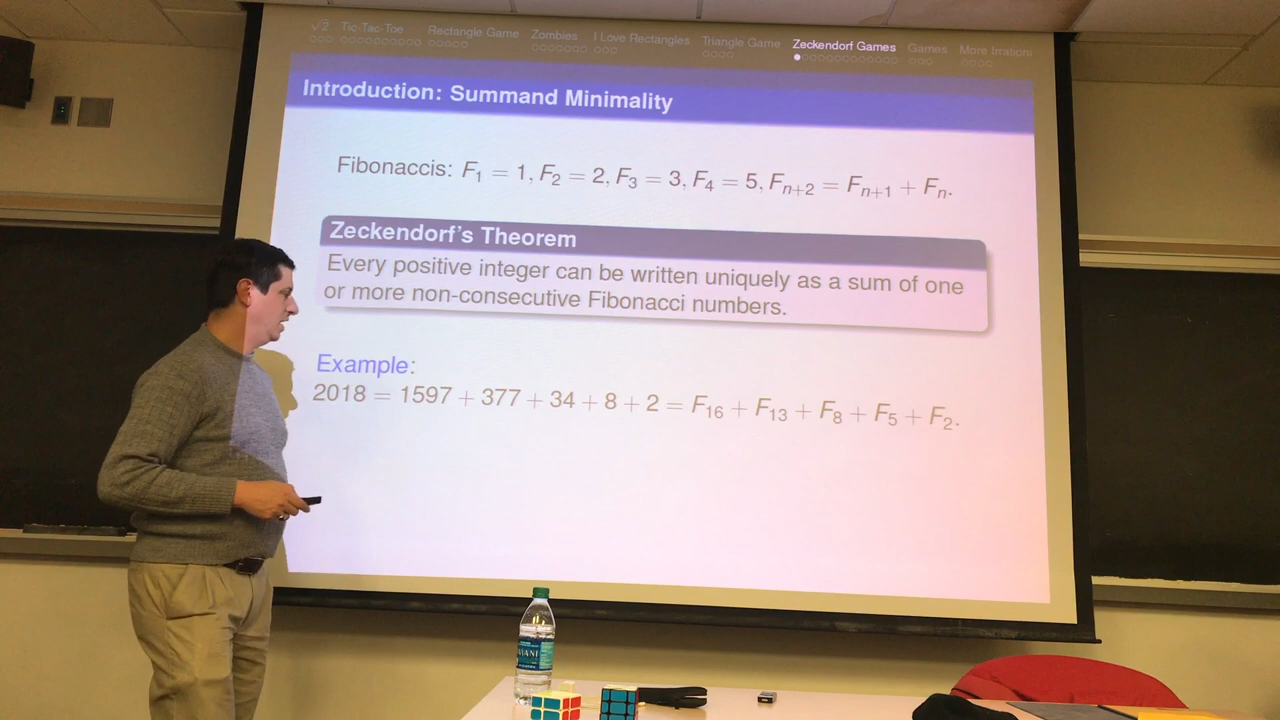 √2 Tic-Tac-Toe Rectangle Game Zombies I Love Rectangles Triangle Game Zeckendorf Games Games More Irrationals
Introduction: Summand Minimality
Fibonaccis: F₁ = 1, F₂ = 2, F₃ = 3, F₄ = 5, Fₙ₊₂ = Fₙ₊₁ + Fₙ.
Zeckendorf's Theorem
Every positive integer can be written uniquely as a sum of one
or more non-consecutive Fibonacci numbers.
Example:
2018 = 1597 + 377 + 34 + 8 + 2 = F₁₆ + F₁₃ + F₈ + F₅ + F₂.